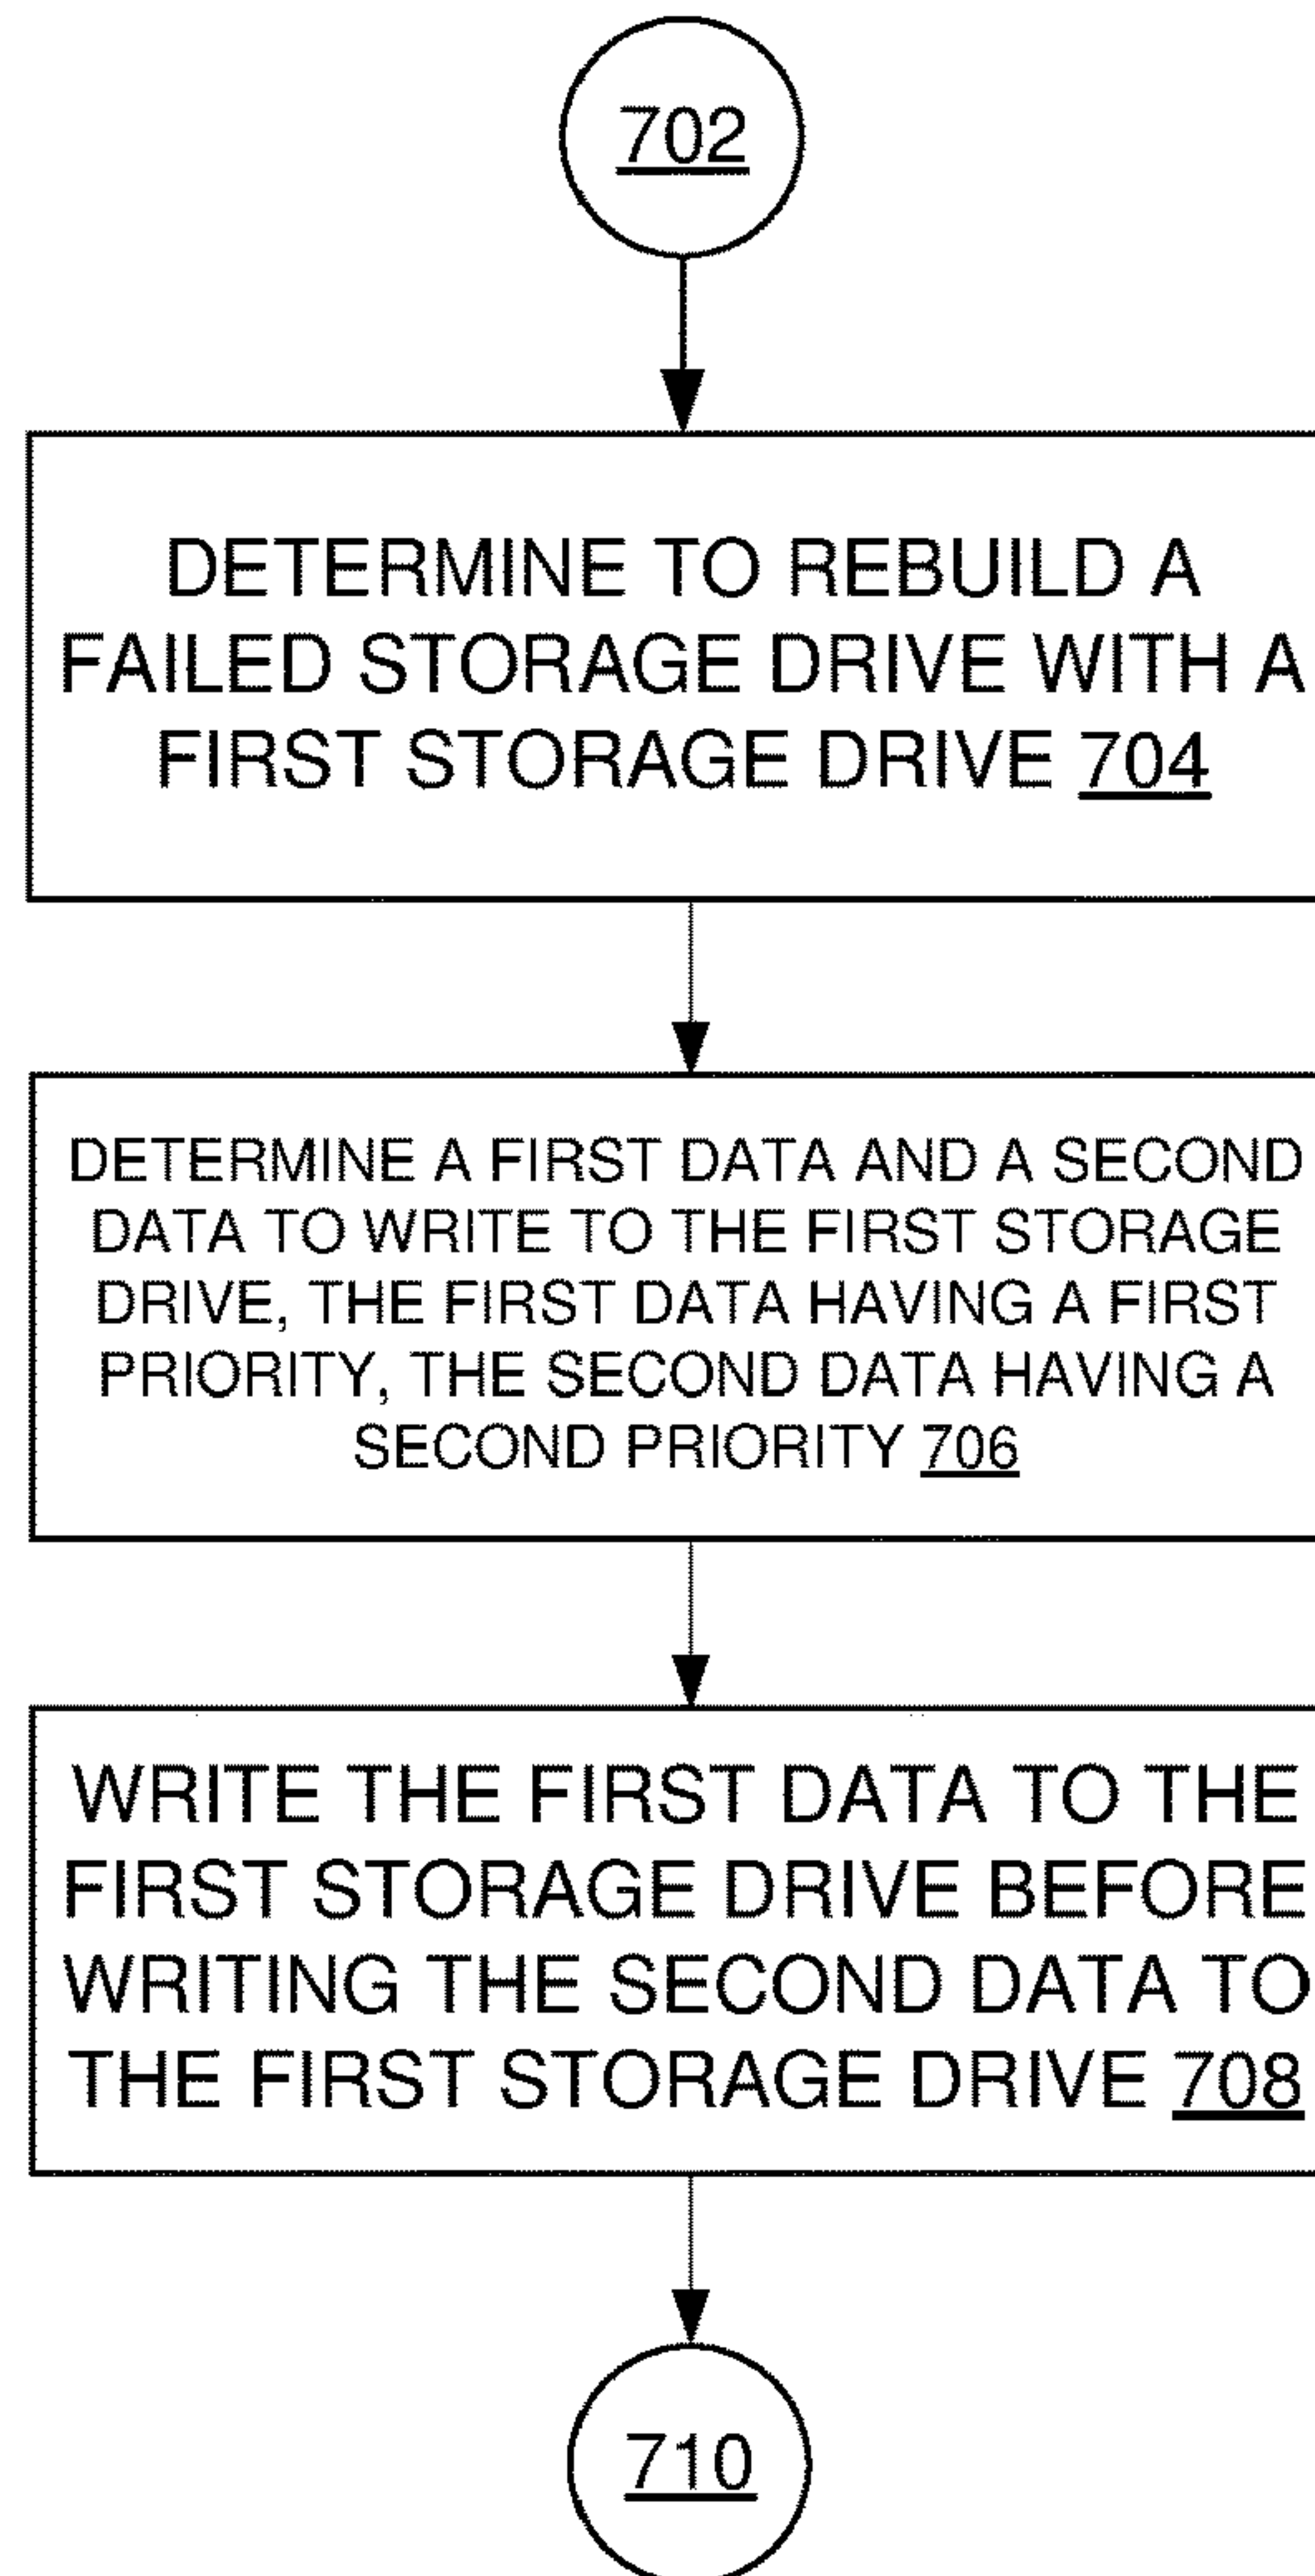 702
DETERMINE TO REBUILD A
FAILED STORAGE DRIVE WITH A
FIRST STORAGE DRIVE 704
DETERMINE A FIRST DATA AND A SECOND
DATA TO WRITE TO THE FIRST STORAGE
DRIVE, THE FIRST DATA HAVING A FIRST
PRIORITY, THE SECOND DATA HAVING A
SECOND PRIORITY 706
WRITE THE FIRST DATA TO THE
FIRST STORAGE DRIVE BEFORE
WRITING THE SECOND DATA TO
THE FIRST STORAGE DRIVE 708
710